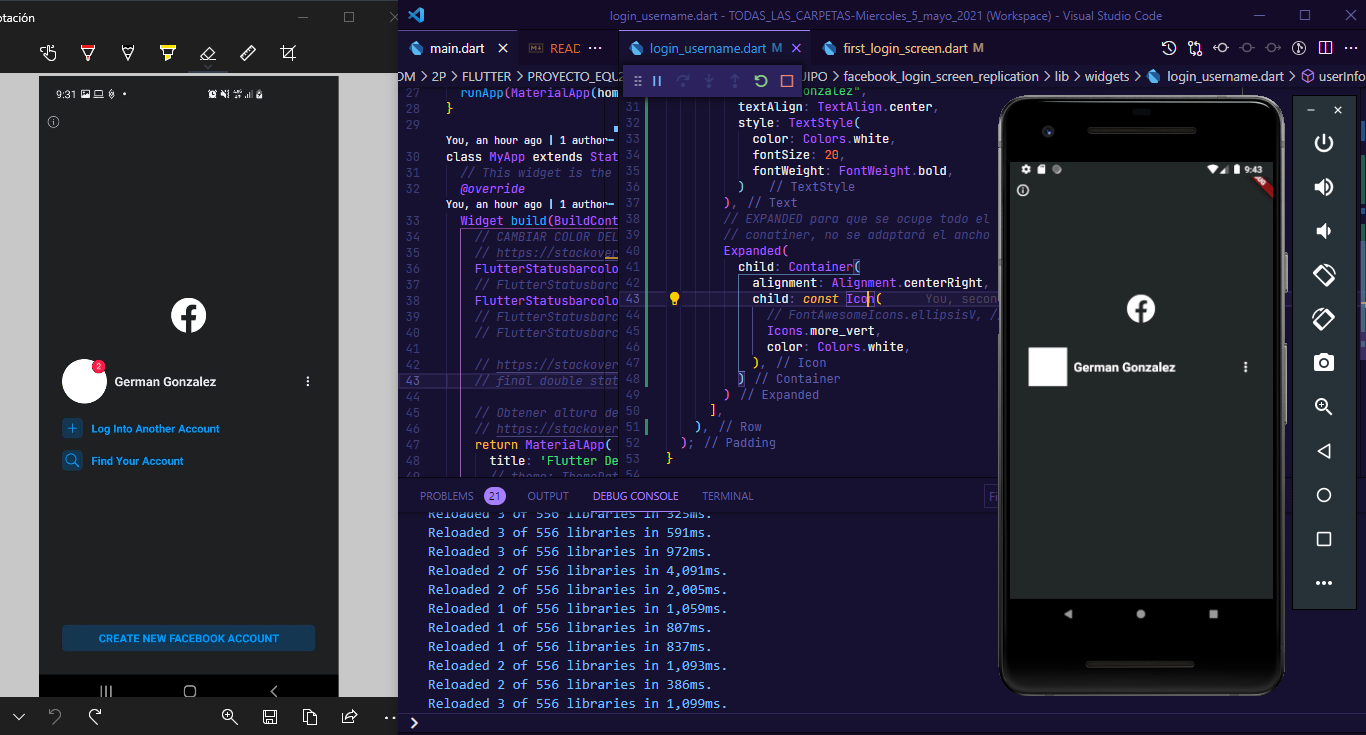 otación
9:31
2
German Gonzalez
Log Into Another Account
Find Your Account
CREATE NEW FACEBOOK ACCOUNT
login_username.dart - TODAS_LAS_CARPETAS-Miercoles_5_mayo_2021 (Workspace) - Visual Studio Code
main.dart
READ
login_username.dart M
first_login_screen.dart M
OM > 2P > FLUTTER > PROYECTO_EQU
UIPO > facebook_login_screen_replication > lib > widgets > login_username.dart > userInfo
27 runApp(MaterialApp(hom
28 }
29
You, an hour ago | 1 author
30 class MyApp extends Stat
31 // This widget is the
32 @override
You, an hour ago | 1 author
33 Widget build(BuildCont
34 // CAMBIAR COLOR DEL
35 // https://stackover
36 FlutterStatusbarcolo
37 // FlutterStatusbarc
38 FlutterStatusbarcolo
39 // FlutterStatusbarc
40 // FlutterStatusbarc
41
42 // https://stackover
43 // final double stat
44
45 // Obtener altura de
46 // https://stackover
47 return MaterialApp(
48 title: 'Flutter De
31 textAlign: TextAlign.center,
32 style: TextStyle(
33 color: Colors.white,
34 fontSize: 20,
35 fontWeight: FontWeight.bold,
36 ) // TextStyle
37 ), // Text
38 // EXPANDED para que se ocupe todo el
39 // conatiner, no se adaptará el ancho
40 Expanded(
41 child: Container(
42 alignment: Alignment.centerRight,
43 child: const Icon( You, secon
44 // FontAwesomeIcons.ellipsisV, /
45 Icons.more_vert,
46 color: Colors.white,
47 ), // Icon
48 ) // Container
49 ) // Expanded
50 ],
51 ), // Row
52 ); // Padding
53 }
54
PROBLEMS 21 OUTPUT DEBUG CONSOLE TERMINAL
Reloaded 3 of 556 libraries in 325ms.
Reloaded 3 of 556 libraries in 591ms.
Reloaded 3 of 556 libraries in 972ms.
Reloaded 2 of 556 libraries in 4,091ms.
Reloaded 2 of 556 libraries in 2,005ms.
Reloaded 1 of 556 libraries in 1,059ms.
Reloaded 1 of 556 libraries in 807ms.
Reloaded 1 of 556 libraries in 837ms.
Reloaded 2 of 556 libraries in 1,093ms.
Reloaded 2 of 556 libraries in 386ms.
Reloaded 3 of 556 libraries in 1,099ms.
9:43
German Gonzalez